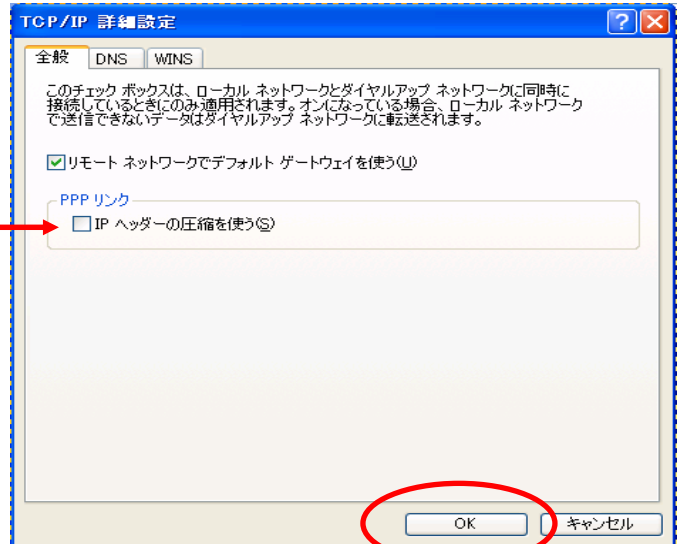 TCP/IP 詳細設定
全般 DNS WINS
このチェック ボックスは、ローカル ネットワークとダイヤルアップ ネットワークに同時に
接続しているときにのみ適用されます。オンになっている場合、ローカル ネットワーク
で送信できないデータはダイヤルアップ ネットワークに転送されます。
リモート ネットワークでデフォルト ゲートウェイを使う(U)
PPP リンク
IP ヘッダーの圧縮を使う(S)
OK キャンセル